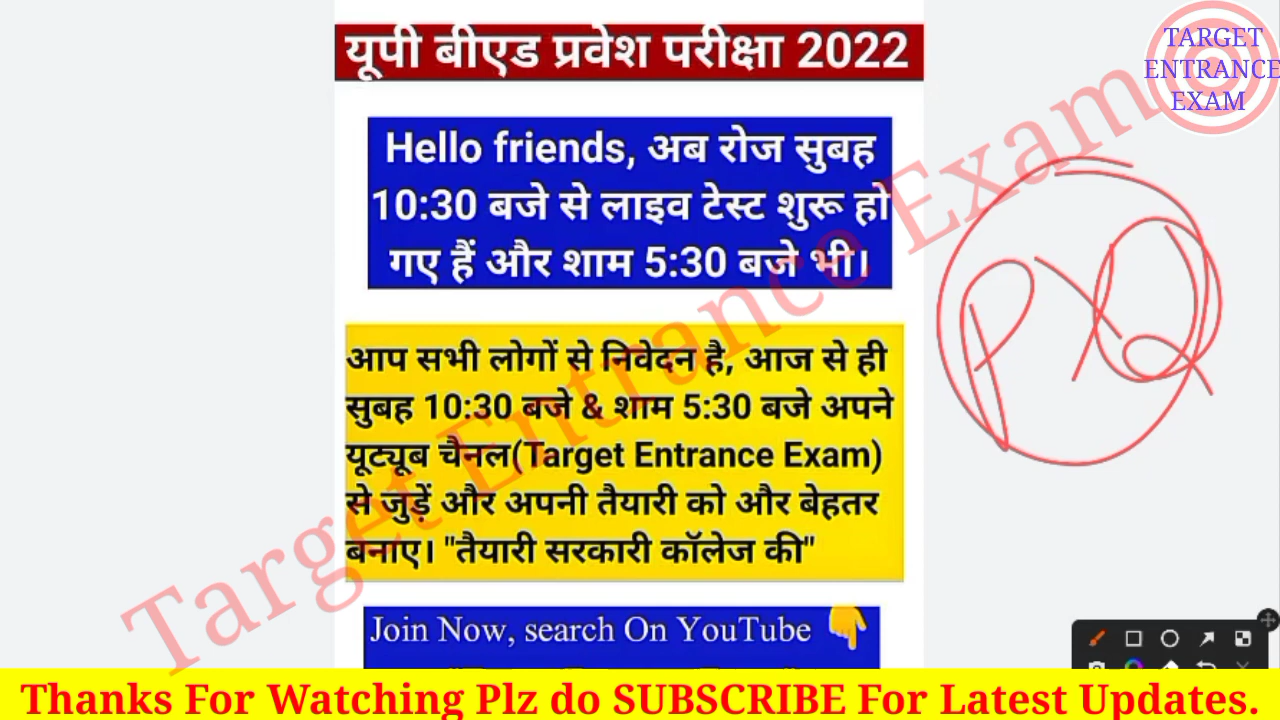 यूपी बीएड प्रवेश परीक्षा 2022
TARGET
ENTRANCE
EXAM
Hello friends, अब रोज सुबह
10:30 बजे से लाइव टेस्ट शुरू हो
गए हैं और शाम 5:30 बजे भी।
PXQ
आप सभी लोगों से निवेदन है, आज से ही
सुबह 10:30 बजे & शाम 5:30 बजे अपने
यूट्यूब चैनल(Target Entrance Exam)
से जुड़ें और अपनी तैयारी को और बेहतर
बनाए। "तैयारी सरकारी कॉलेज की"
Target Entrance Exam
Join Now, search On YouTube 👇
Thanks For Watching Plz do SUBSCRIBE For Latest Updates.